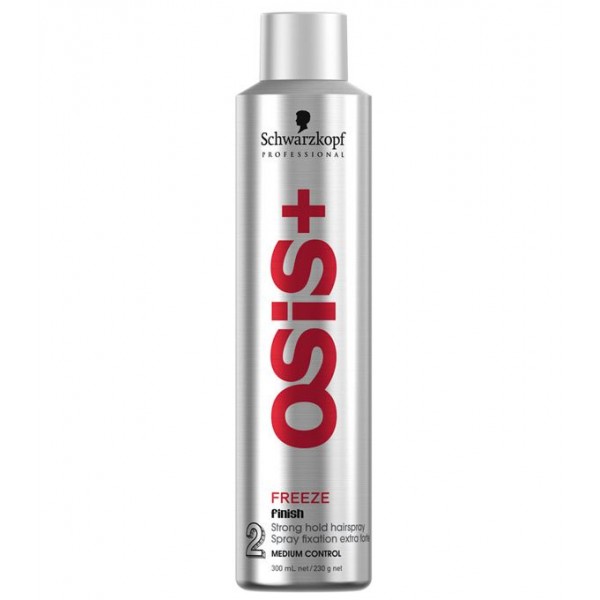 Schwarzkopf
PROFESSIONAL
OSiS+
FREEZE
finish
2
Strong hold hairspray
Spray fixation extra forte
MEDIUM CONTROL
300 mL net/230 g net